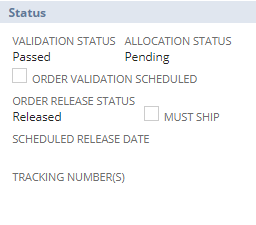 Status
VALIDATION STATUS ALLOCATION STATUS
Passed Pending
ORDER VALIDATION SCHEDULED
ORDER RELEASE STATUS
Released MUST SHIP
SCHEDULED RELEASE DATE
TRACKING NUMBER(S)